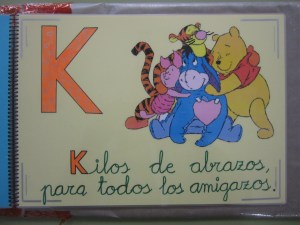 K
Kilos de abrazos,
para todos los amigazos.